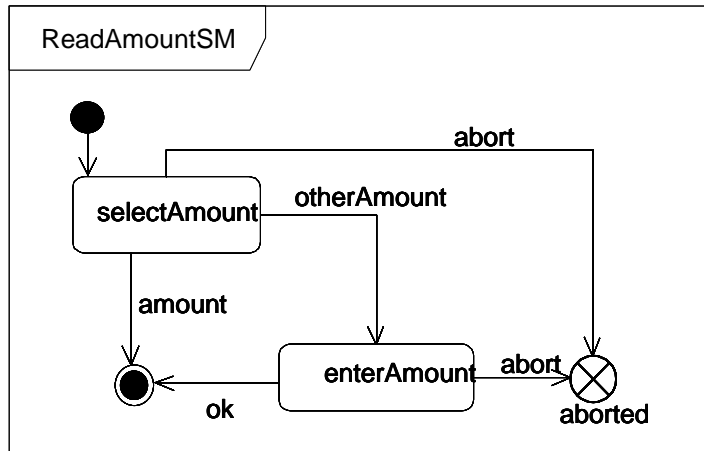 ReadAmountSM
abort
otherAmount
selectAmount
amount
enterAmount
abort
ok
aborted